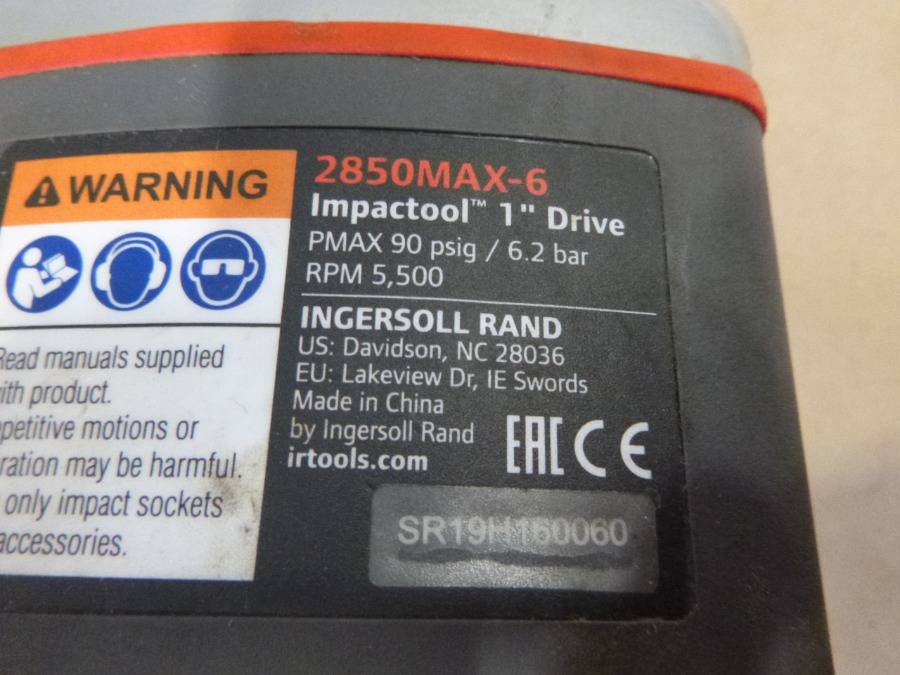 WARNING
Read manuals supplied
with product.
petitive motions or
ration may be harmful.
only impact sockets
accessories.
2850MAX-6
Impactool™ 1" Drive
PMAX 90 psig / 6.2 bar
RPM 5,500
INGERSOLL RAND
US: Davidson, NC 28036
EU: Lakeview Dr, IE Swords
Made in China
by Ingersoll Rand
irtools.com
EAC CE
SR19H160060